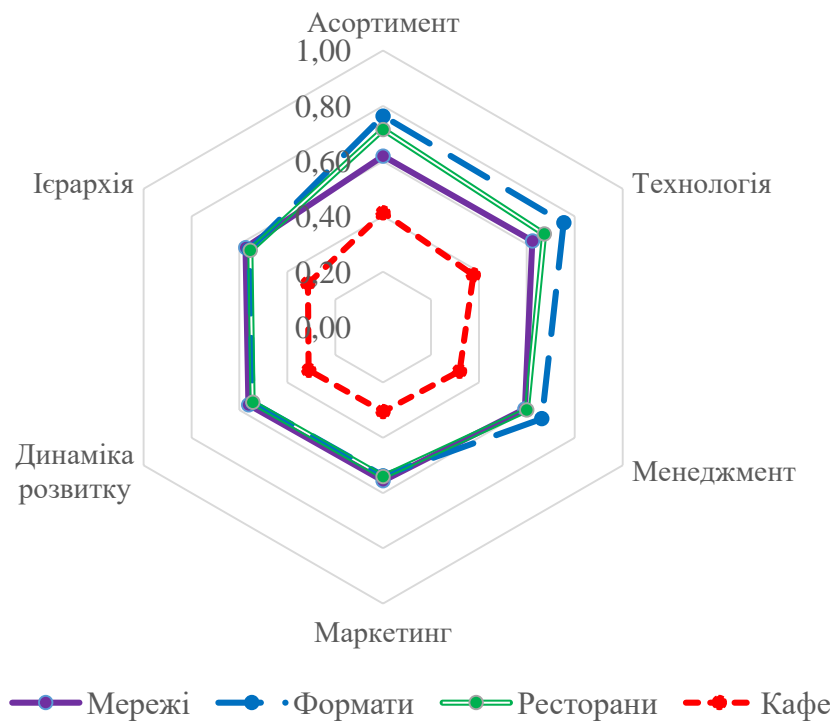 Асортимент
1,00
0,80
0,60
0,40
0,20
0,00
Технологія
Менеджмент
Маркетинг
Динаміка
розвитку
Ієрархія
Мережі
Формати
Ресторани
Кафе